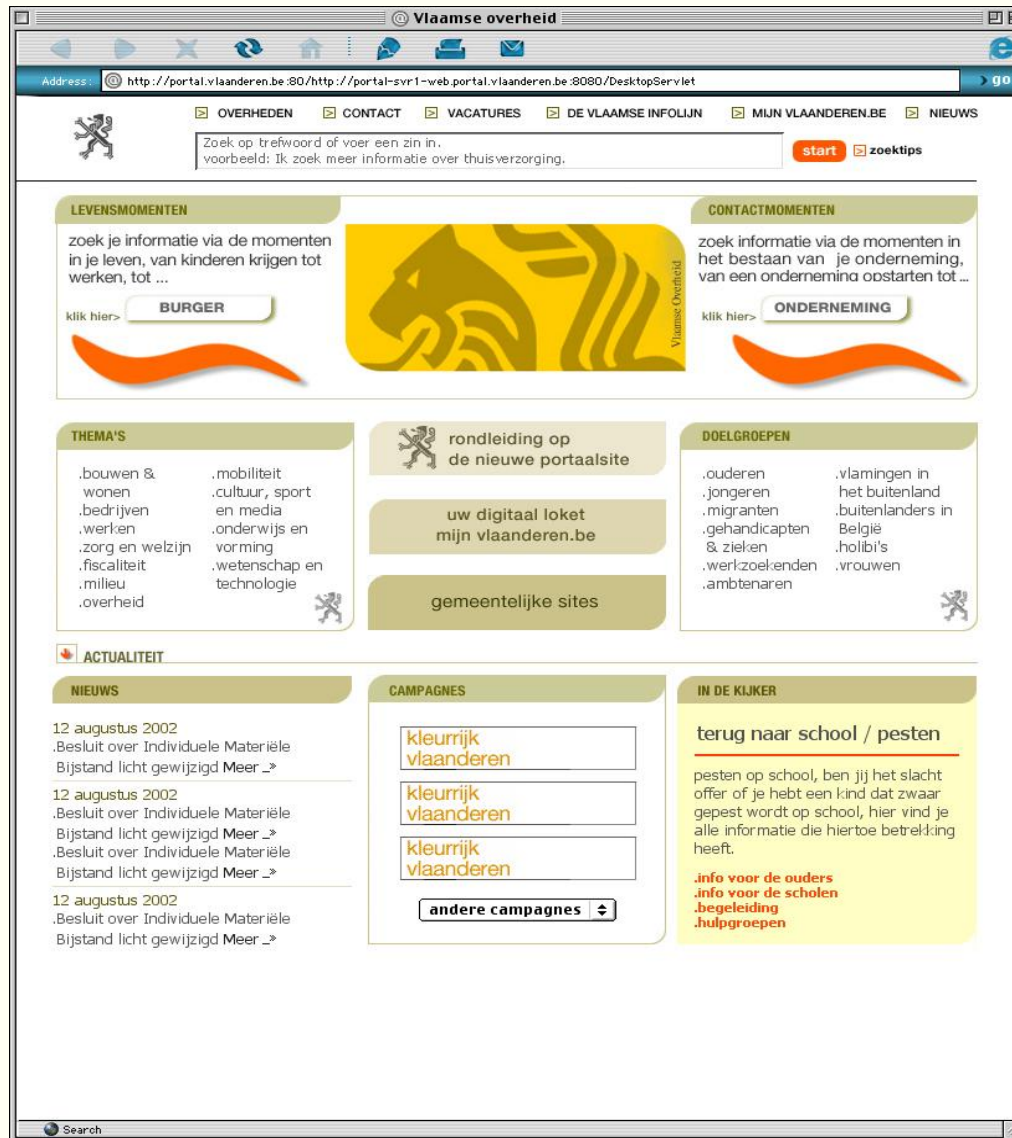 Vlaamse overheid
Address: http://portal.vlaanderen.be:80/http://portal-svr1-web.portal.vlaanderen.be:8080/DesktopServlet go
OVERHEDEN CONTACT VACATURES DE VLAAMSE INFOLIJN MIJN VLAANDEREN.BE NIEUWS
Zoek op trefwoord of voer een zin in.
voorbeeld: Ik zoek meer informatie over thuisverzorging.
start zoektips
LEVENSMOMENTEN
zoek je informatie via de momenten
in je leven, van kinderen krijgen tot
werken, tot ...
klik hier> BURGER
Vlaamse Overheid
CONTACTMOMENTEN
zoek informatie via de momenten in
het bestaan van je onderneming,
van een onderneming opstarten tot ...
klik hier> ONDERNEMING
THEMA'S
.bouwen &
wonen
.bedrijven
.werken
.zorg en welzijn
.fiscaliteit
.milieu
.overheid
.mobiliteit
.cultuur, sport
en media
.onderwijs en
vorming
.wetenschap en
technologie
rondleiding op
de nieuwe portaalsite
uw digitaal loket
mijn vlaanderen.be
gemeentelijke sites
DOELGROEPEN
.ouderen
.jongeren
.migranten
.gehandicapten
& zieken
.werkzoekenden
.ambtenaren
.vlamingen in
het buitenland
.buitenlanders in
België
.holibi's
.vrouwen
ACTUALITEIT
NIEUWS
12 augustus 2002
.Besluit over Individuele Materiële
Bijstand licht gewijzigd Meer _»
12 augustus 2002
.Besluit over Individuele Materiële
Bijstand licht gewijzigd Meer _»
.Besluit over Individuele Materiële
Bijstand licht gewijzigd Meer _»
12 augustus 2002
.Besluit over Individuele Materiële
Bijstand licht gewijzigd Meer _»
CAMPAGNES
kleurrijk
vlaanderen
kleurrijk
vlaanderen
kleurrijk
vlaanderen
andere campagnes
IN DE KIJKER
terug naar school / pesten
pesten op school, ben jij het slacht
offer of je hebt een kind dat zwaar
gepest wordt op school, hier vind je
alle informatie die hiertoe betrekking
heeft.
.info voor de ouders
.info voor de scholen
.begeleiding
.hulpgroepen
Search